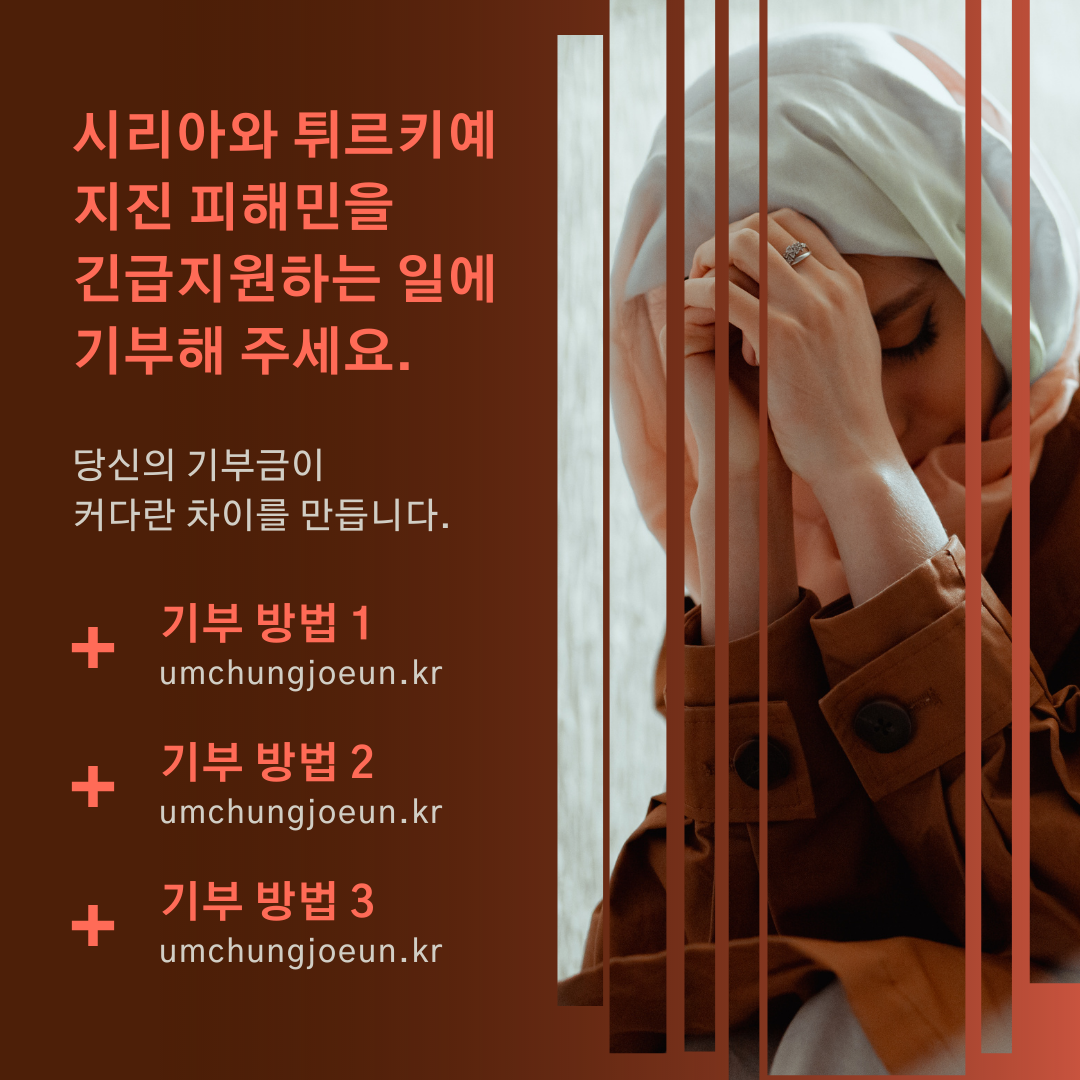 시리아와 튀르키예
지진 피해민을
긴급지원하는 일에
기부해 주세요.
당신의 기부금이
커다란 차이를 만듭니다.
+ 기부 방법 1
umchungjoeun.kr
+ 기부 방법 2
umchungjoeun.kr
+ 기부 방법 3
umchungjoeun.kr